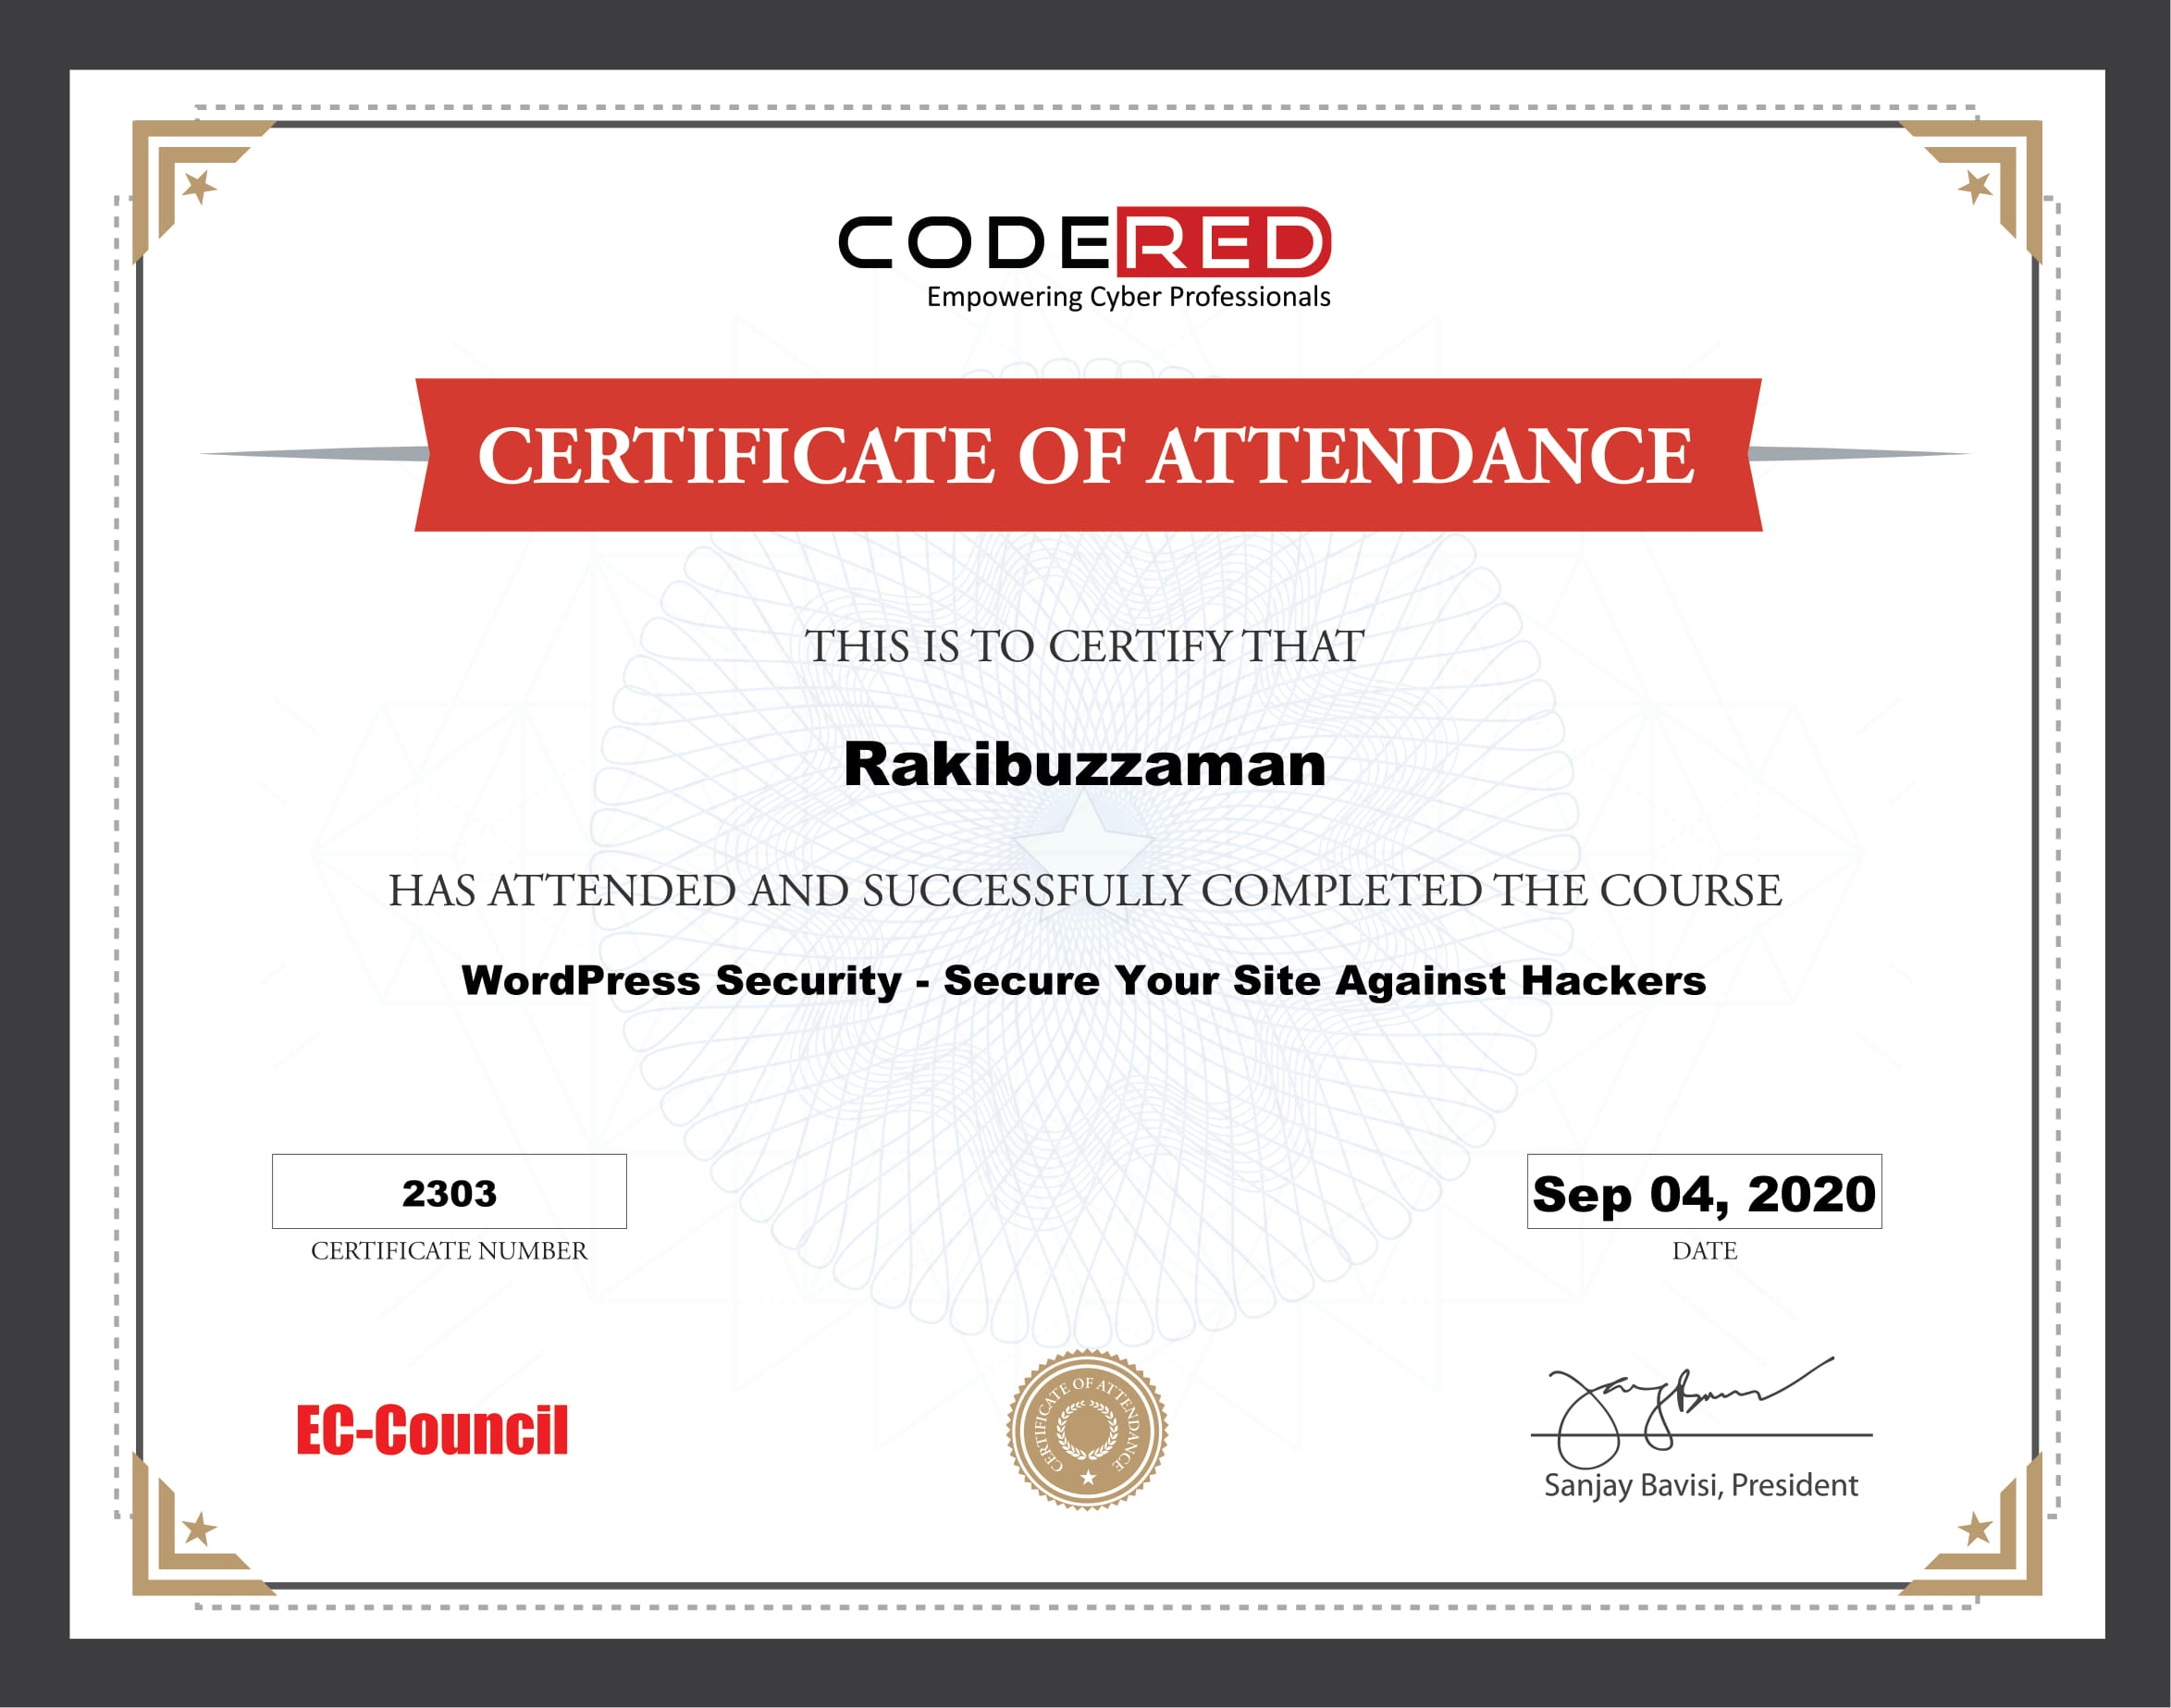 CODERED
Empowering Cyber Professionals
CERTIFICATE OF ATTENDANCE
THIS IS TO CERTIFY THAT
Rakibuzzaman
HAS ATTENDED AND SUCCESSFULLY COMPLETED THE COURSE
WordPress Security - Secure Your Site Against Hackers
2303
CERTIFICATE NUMBER
Sep 04, 2020
DATE
EC-Council
CERTIFICATE OF ATTENDANCE
Sanjay Bavisi, President